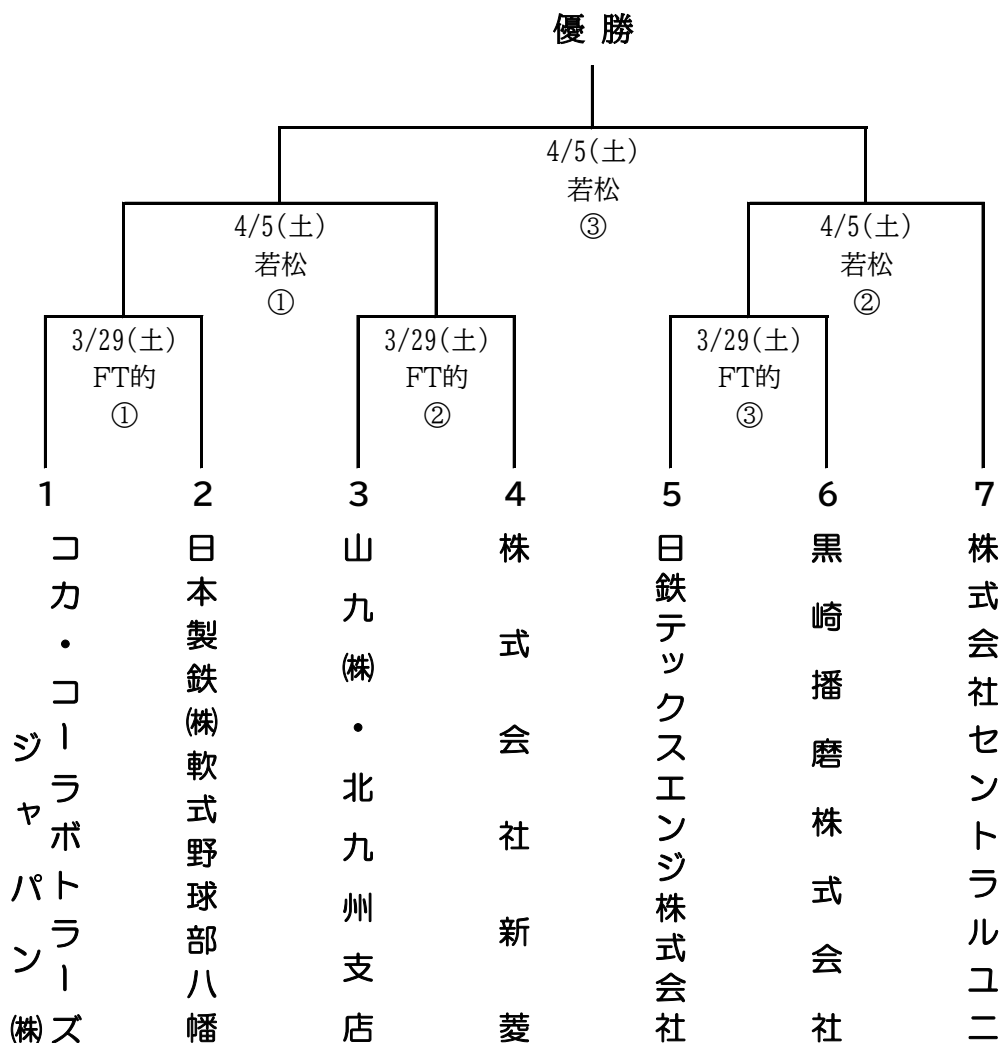 優 勝
4/5(土)
若松
③
4/5(土)
若松
①
4/5(土)
若松
②
3/29(土)
FT的
①
3/29(土)
FT的
②
3/29(土)
FT的
③
1
2
3
4
5
6
7
コカ・コーラボトラーズ
ジャパン㈱
日本製鉄㈱軟式野球部八幡
山九㈱・北九州支店
株式会社新菱
日鉄テックスエンジ株式会社
黒崎播磨株式会社
株式会社セントラルユニ